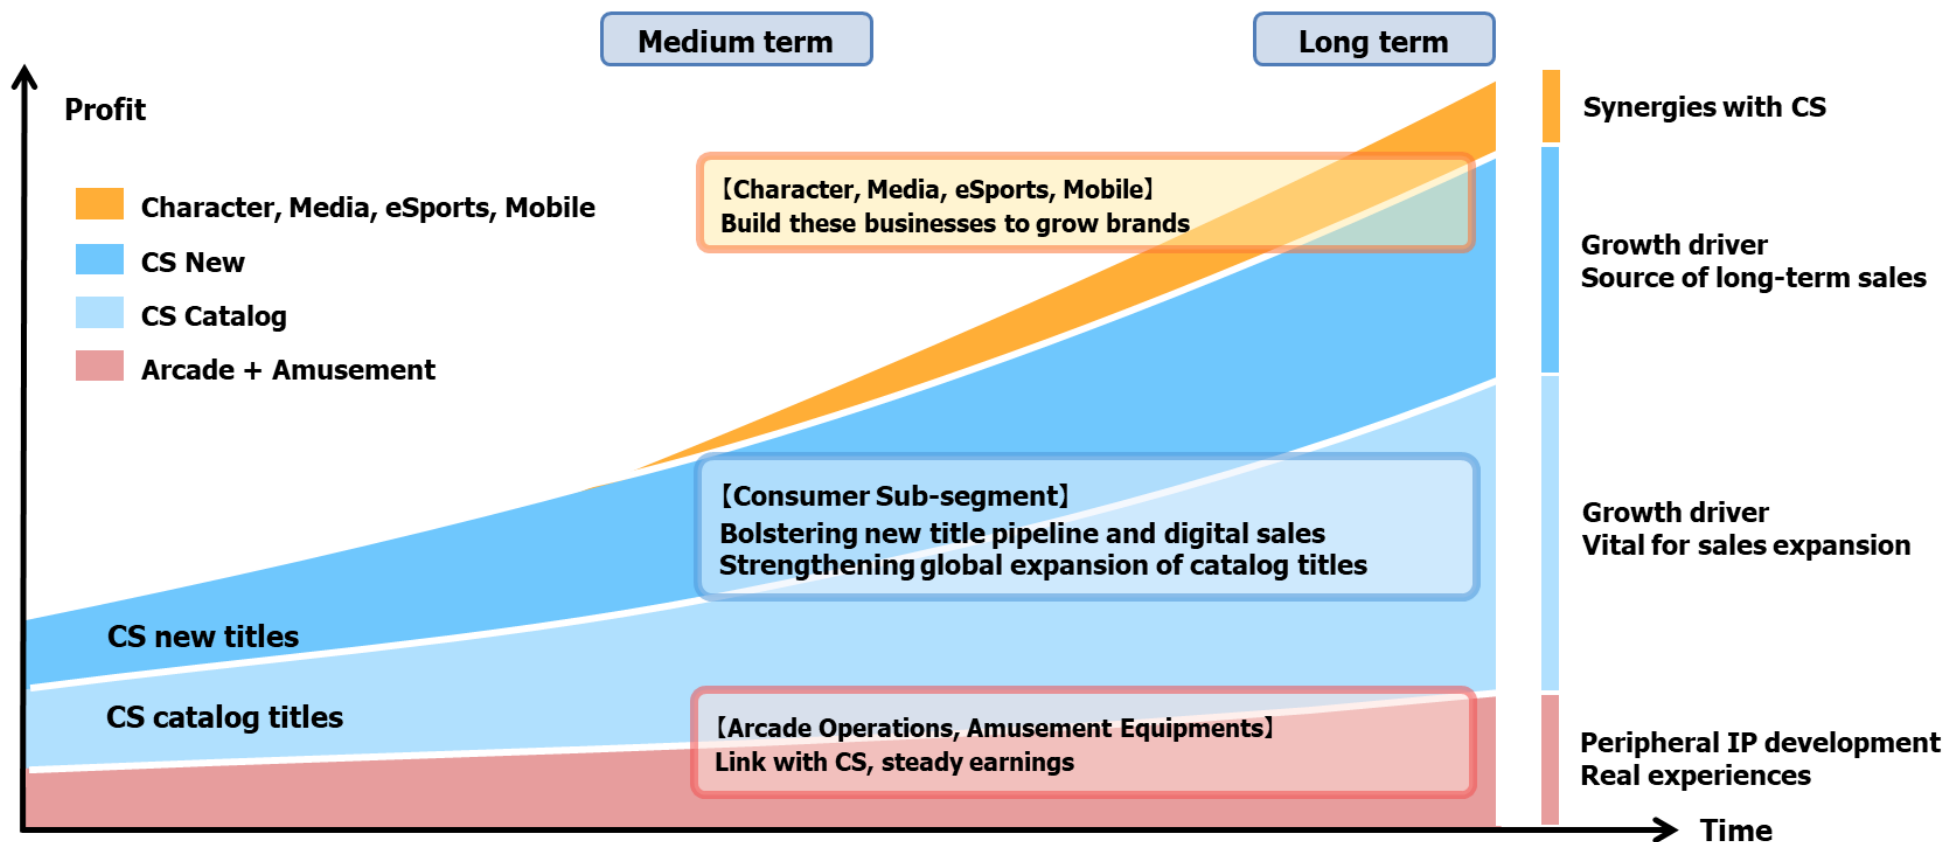 Medium term
Long term
Profit
Character, Media, eSports, Mobile
CS New
CS Catalog
Arcade + Amusement
【Character, Media, eSports, Mobile】
Build these businesses to grow brands
【Consumer Sub-segment】
Bolstering new title pipeline and digital sales
Strengthening global expansion of catalog titles
CS new titles
CS catalog titles
【Arcade Operations, Amusement Equipments】
Link with CS, steady earnings
Synergies with CS
Growth driver
Source of long-term sales
Growth driver
Vital for sales expansion
Peripheral IP development
Real experiences
Time